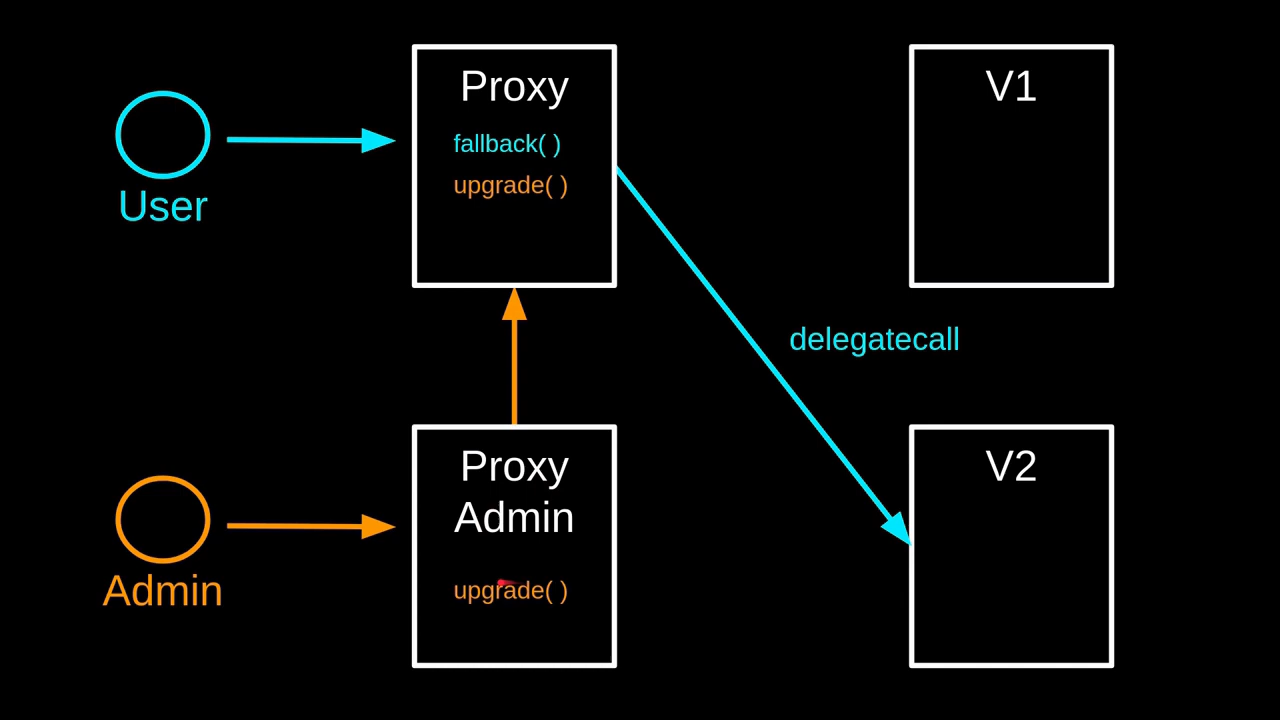 Proxy
fallback( )
upgrade( )
V1
User
delegatecall
Proxy
Admin
upgrade( )
V2
Admin